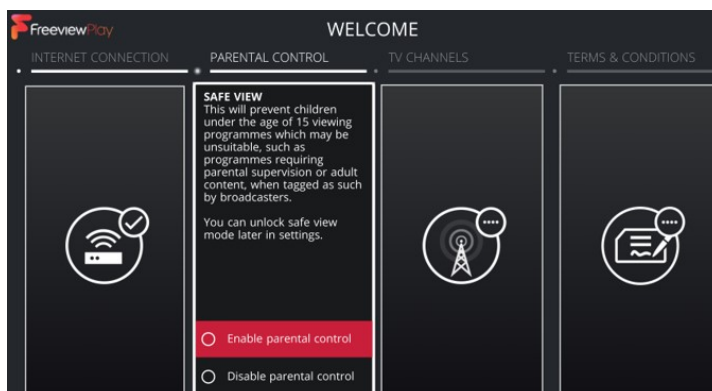 FreeviewPlay
WELCOME
INTERNET CONNECTION
PARENTAL CONTROL
TV CHANNELS
TERMS & CONDITIONS
SAFE VIEW
This will prevent children
under the age of 15 viewing
programmes which may be
unsuitable, such as
programmes requiring
parental supervision or adult
content, when tagged as such
by broadcasters.
You can unlock safe view
mode later in settings.
Enable parental control
Disable parental control